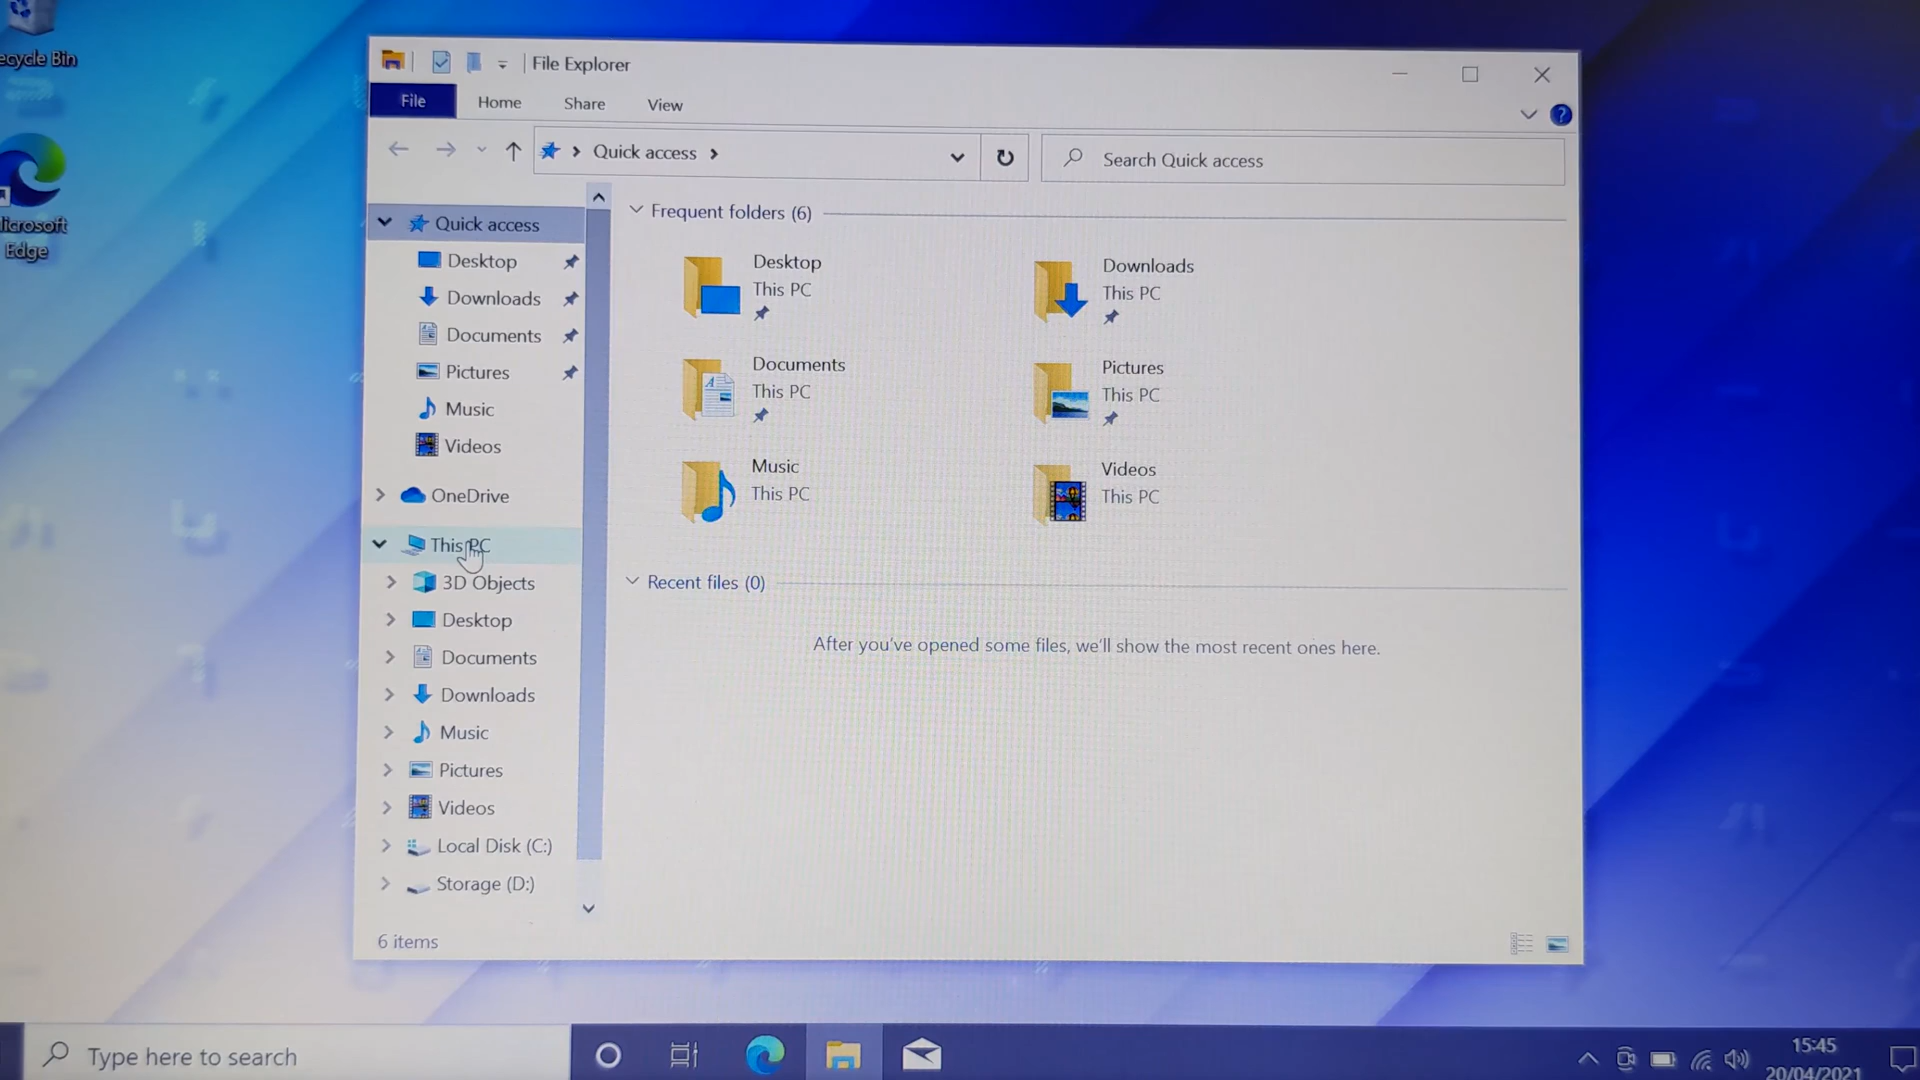 ecycle Bin
licrosoft
Edge
File Explorer
File
Home
Share
View
?
Quick access
Search Quick access
Quick access
Desktop
Downloads
Documents
Pictures
Music
Videos
OneDrive
This PC
3D Objects
Desktop
Documents
Downloads
Music
Pictures
Videos
Local Disk (C:)
Storage (D:)
6 items
Frequent folders (6)
Desktop
This PC
Downloads
This PC
Documents
This PC
Pictures
This PC
Music
This PC
Videos
This PC
Recent files (0)
After you've opened some files, we'll show the most recent ones here.
Type here to search
15:45
20/04/2021